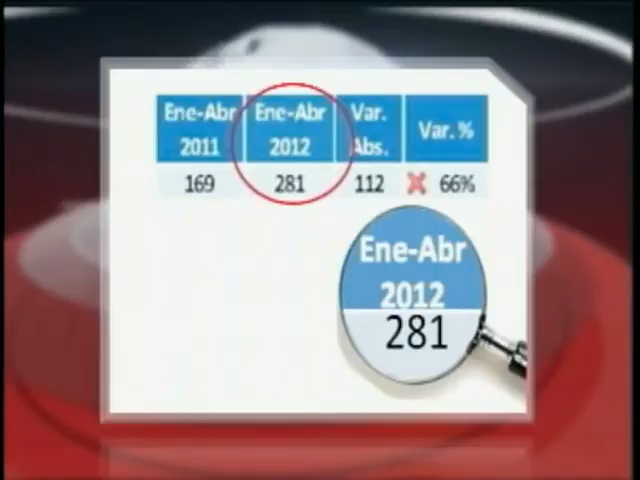 Ene-Abr 2011 Ene-Abr 2012 Var. Abs. Var. %
169 281 112 66%
Ene-Abr
2012
281